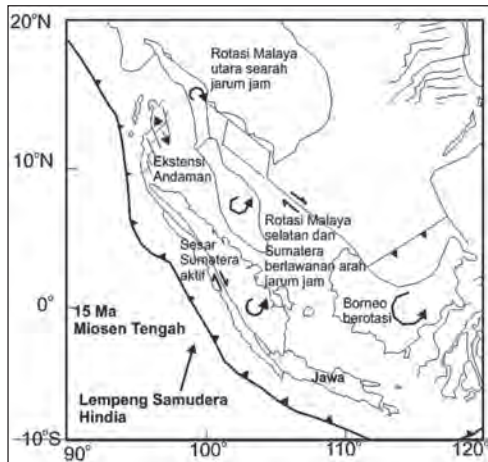 20°N
Rotasi Malaya
utara searah
jarum jam
10°N
Ekstensi
Andaman
Rotasi Malaya
selatan dan
Sumatera
berlawanan arah
jarum jam
Sesar
Sumatera
aktif
0°
15 Ma
Miosen Tengah
Borneo
berotasi
Lempeng Samudera
Hindia
Jawa
-10°S
90° 100° 110° 120°